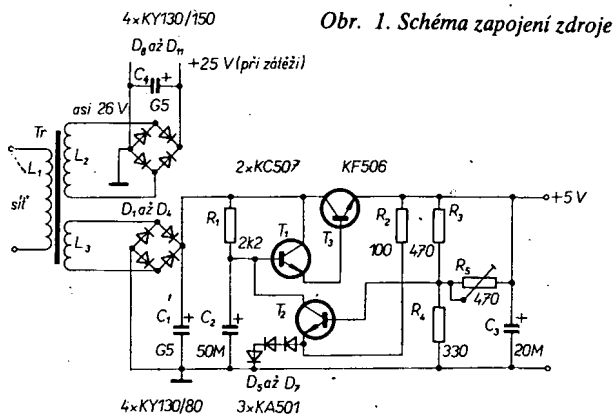 4×KY130/150
Obr. 1. Schéma zapojení zdroje
D8 až D11
+25 V (při zátěži)
C4 +
G5
asi 26 V
Tr
L1
L2
síť
D1 až D4
L3
2×KC507
KF506
+5 V
R1
2k2
T1
T3
R2
100
R3
470
R5
470
T2
C1 +
G5
C2 +
50M
R4
330
C3 +
20M
D5 až D7
4×KY130/80
3×KA501